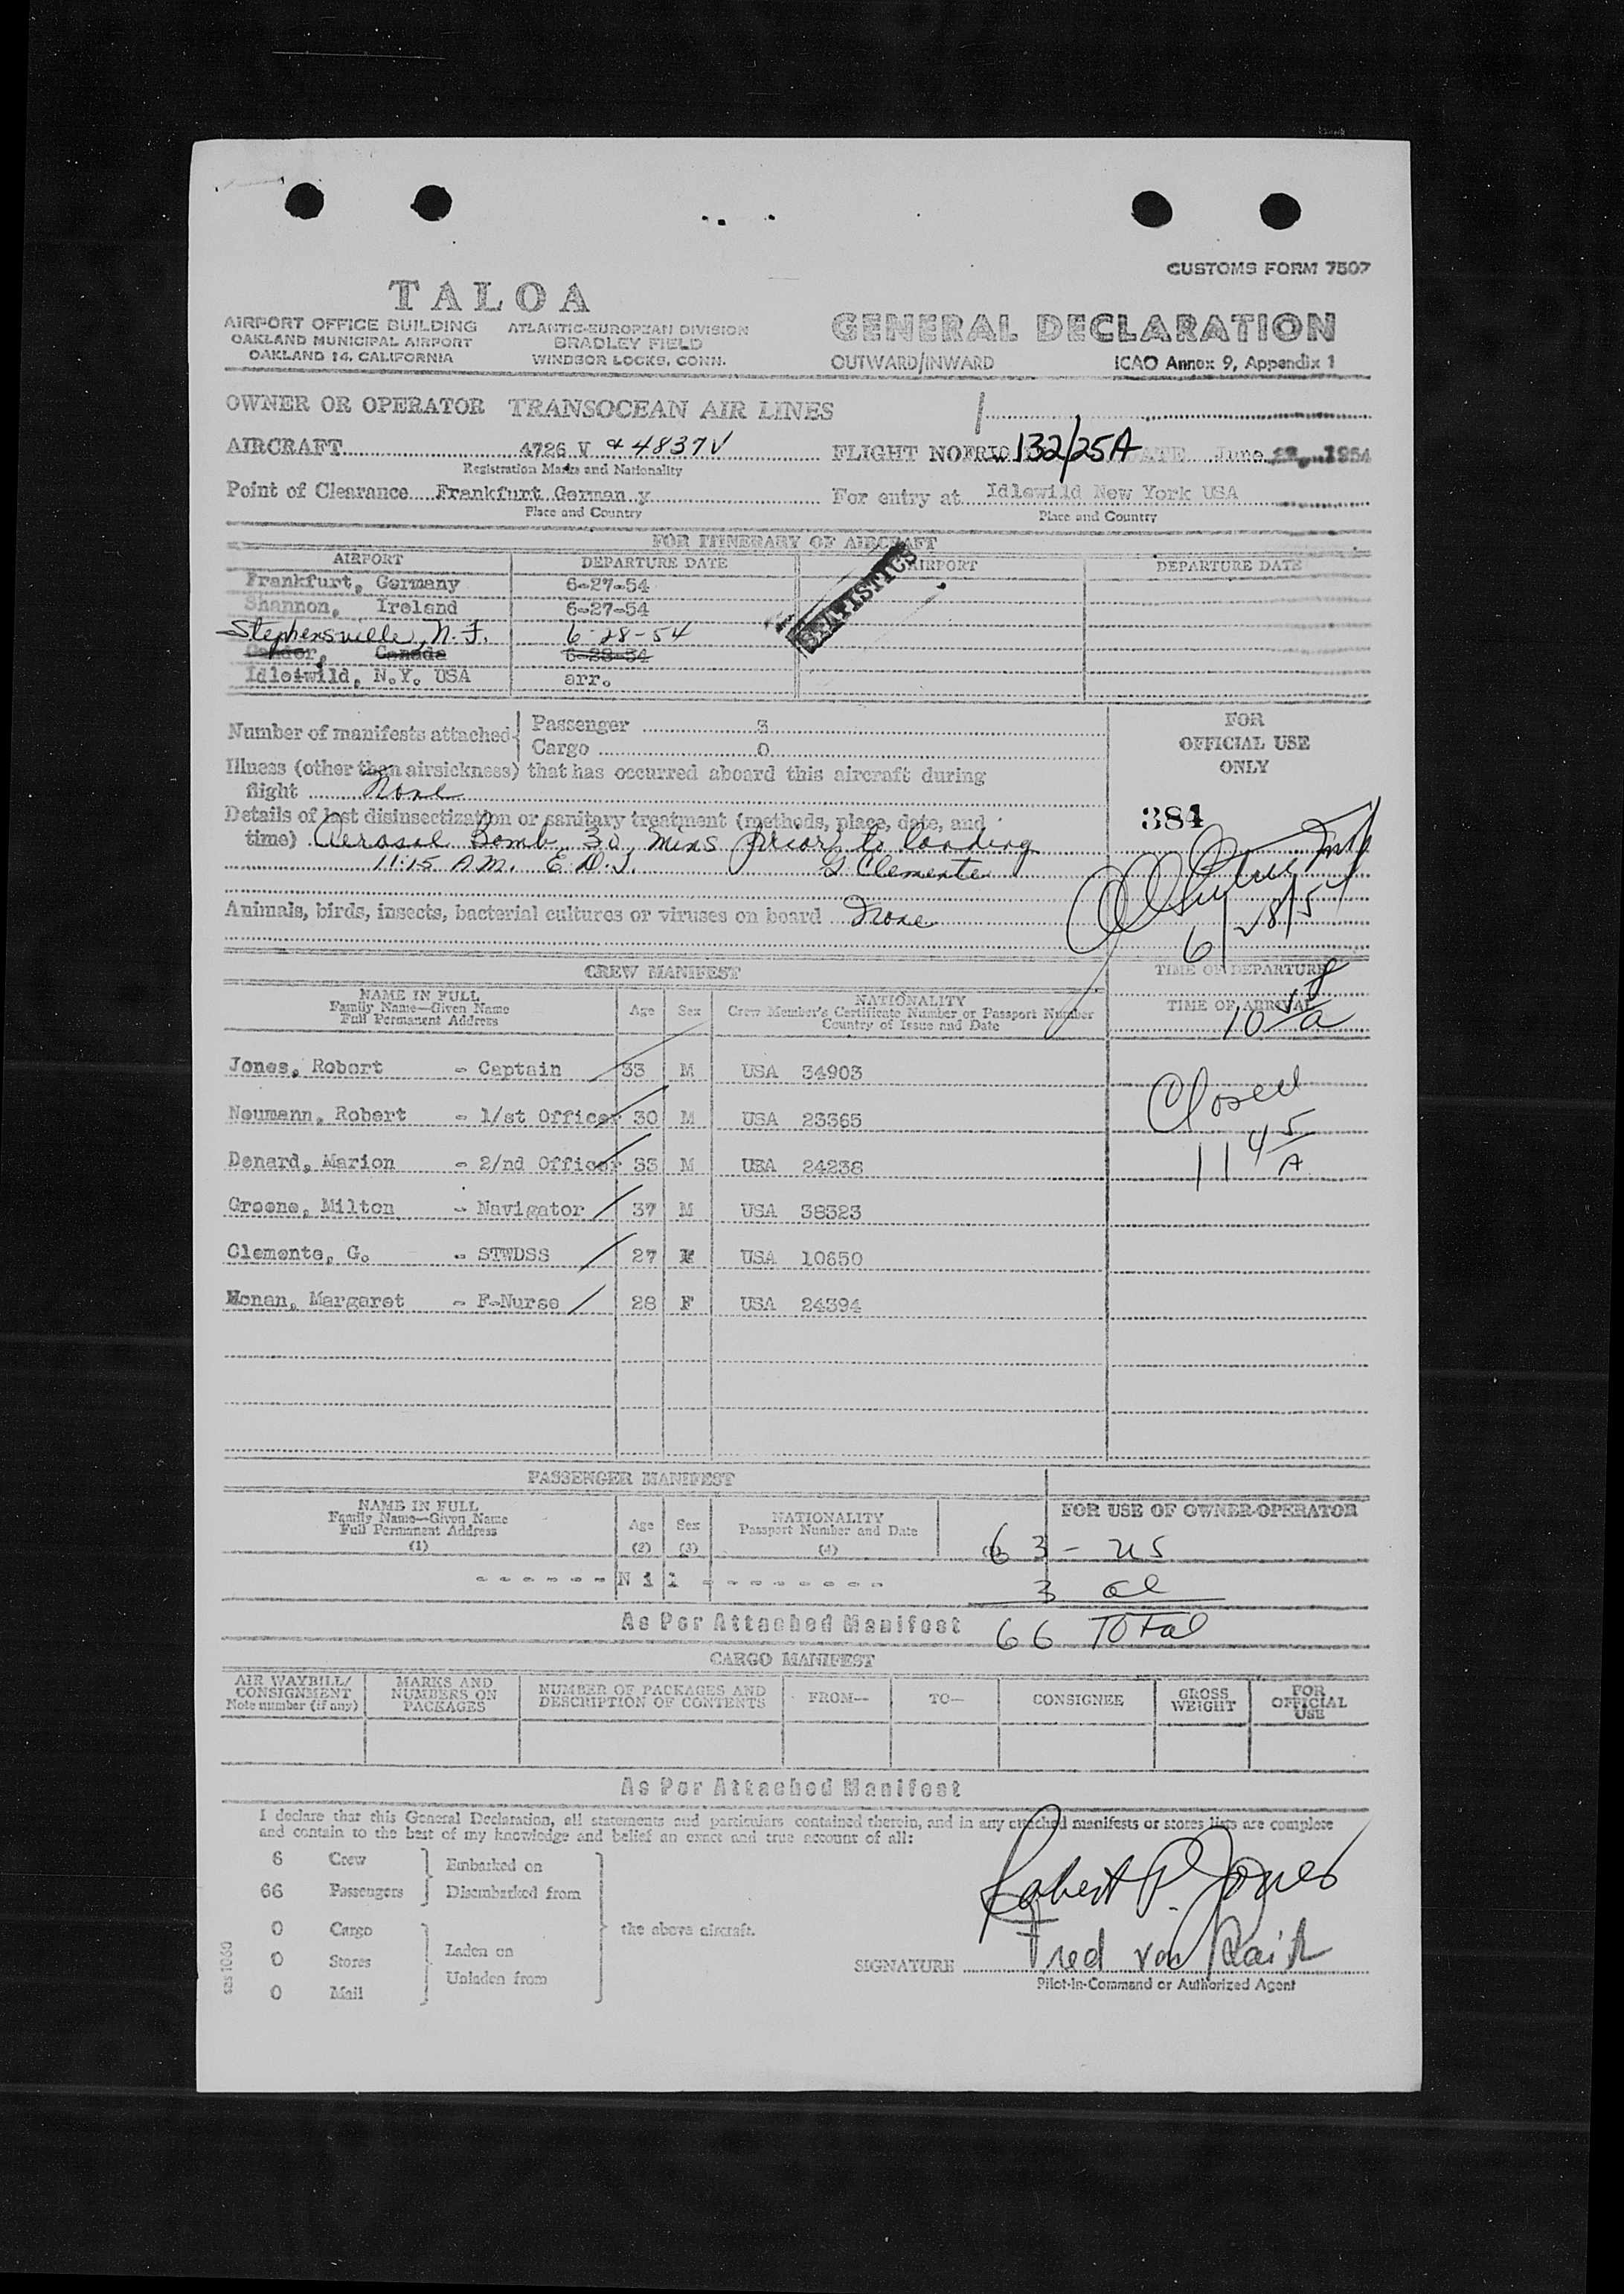 CUSTOMS FORM 7507
TALOA
AIRPORT OFFICE BUILDING
OAKLAND MUNICIPAL AIRPORT
OAKLAND 14, CALIFORNIA
ATLANTIC-EUROPEAN DIVISION
BRADLEY FIELD
WINDSOR LOCKS, CONN.
GENERAL DECLARATION
OUTWARD/INWARD ICAO Annex 9, Appendix 1
OWNER OR OPERATOR TRANSOCEAN AIR LINES
AIRCRAFT 4726 V & 4837V FLIGHT NO 132/25A DATE June 1954
Registration Marks and Nationality
Point of Clearance Frankfurt German y For entry at Idlewild New York USA
Place and Country Place and Country
FOR ITINERARY OF AIRCRAFT
AIRPORT DEPARTURE DATE AIRPORT DEPARTURE DATE
Frankfurt, Germany 6-27-54
Shannon, Ireland 6-27-54
STATISTICS
Stephensville, N.F. 6-28-54
Gander, Canada 6-28-54
Idlewild, N.Y. USA arr.
Number of manifests attached Passenger 3
Cargo 0
FOR
OFFICIAL USE
ONLY
Illness (other than airsickness) that has occurred aboard this aircraft during
flight None
384
Details of last disinsectization or sanitary treatment (methods, place, date, and
time) Aerosol Bomb 30 mins prior to landing
11:15 A.M. E.D.T. G Clemente
6/28/54
Animals, birds, insects, bacterial cultures or viruses on board None
CREW MANIFEST
TIME OF DEPARTURE
TIME OF ARRIVAL
NAME IN FULL
Family Name—Given Name
Full Permanent Address
Age Sex
NATIONALITY
Crew Member's Certificate Number or Passport Number
Country of Issue and Date
Jones, Robert - Captain 33 M USA 34903
Neumann, Robert - 1/st Officer 30 M USA 23365
Denard, Marion - 2/nd Officer 33 M USA 24238
Greene, Milton - Navigator 37 M USA 38323
Clemente, G. - STWDSS 27 F USA 10650
Honan, Margaret - F-Nurse 28 F USA 24394
Closed
11 45 A
PASSENGER MANIFEST
NAME IN FULL
Family Name—Given Name
Full Permanent Address
(1)
Age
(2)
Sex
(3)
NATIONALITY
Passport Number and Date
(4)
FOR USE OF OWNER-OPERATOR
63 - US
- - - - - - N i l - - - - - - - -
3 al
As Per Attached Manifest 66 Total
CARGO MANIFEST
AIR WAYBILL/
CONSIGNMENT
Note number (if any)
MARKS AND
NUMBERS ON
PACKAGES
NUMBER OF PACKAGES AND
DESCRIPTION OF CONTENTS
FROM— TO— CONSIGNEE
GROSS
WEIGHT
FOR
OFFICIAL
USE
As Per Attached Manifest
I declare that this General Declaration, all statements and particulars contained therein, and in any attached manifests or stores lists are complete
and contain to the best of my knowledge and belief an exact and true account of all:
6 Crew Embarked on
66 Passengers Disembarked from
0 Cargo
0 Stores
0 Mail
Laden on
Unladen from
the above aircraft.
Robert P. Jones
SIGNATURE Fred von
Pilot-in-Command or Authorized Agent
sas 1030